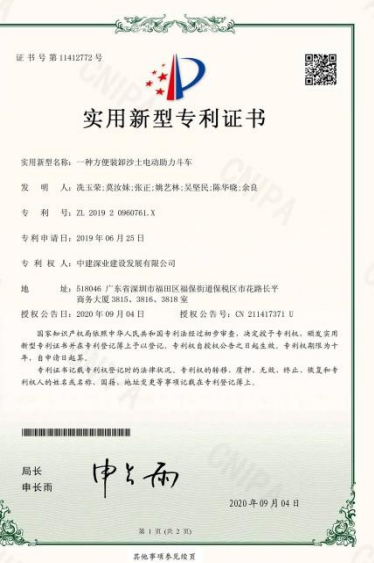 证书号第11412772号
实用新型专利证书
实用新型名称：一种方便装卸沙土电动助力斗车
发 明 人：冼玉荣;莫汝妹;张正;姚艺林;吴坚民;陈华晓;余良
专 利 号：ZL 2019 2 0960761.X
专利申请日：2019年06月25日
专 利 权 人：中建深业建设发展有限公司
地 址：518046 广东省深圳市福田区福保街道保税区市花路长平
商务大厦3815、3816、3818室
授权公告日：2020年09月04日 授权公告号：CN 211417371 U
国家知识产权局依照中华人民共和国专利法经过初步审查，决定授予专利权，颁发实用
新型专利证书并在专利登记簿上予以登记。专利权自授权公告之日起生效。专利权期限为十
年，自申请日起算。
专利证书记载专利权登记时的法律状况。专利权的转移、质押、无效、终止、恢复和专
利权人的姓名或名称、国籍、地址变更等事项记载在专利登记簿上。
局长
申长雨
申长雨
2020年09月04日
第 1 页 (共 2 页)
其他事项参见续页
CNIPA